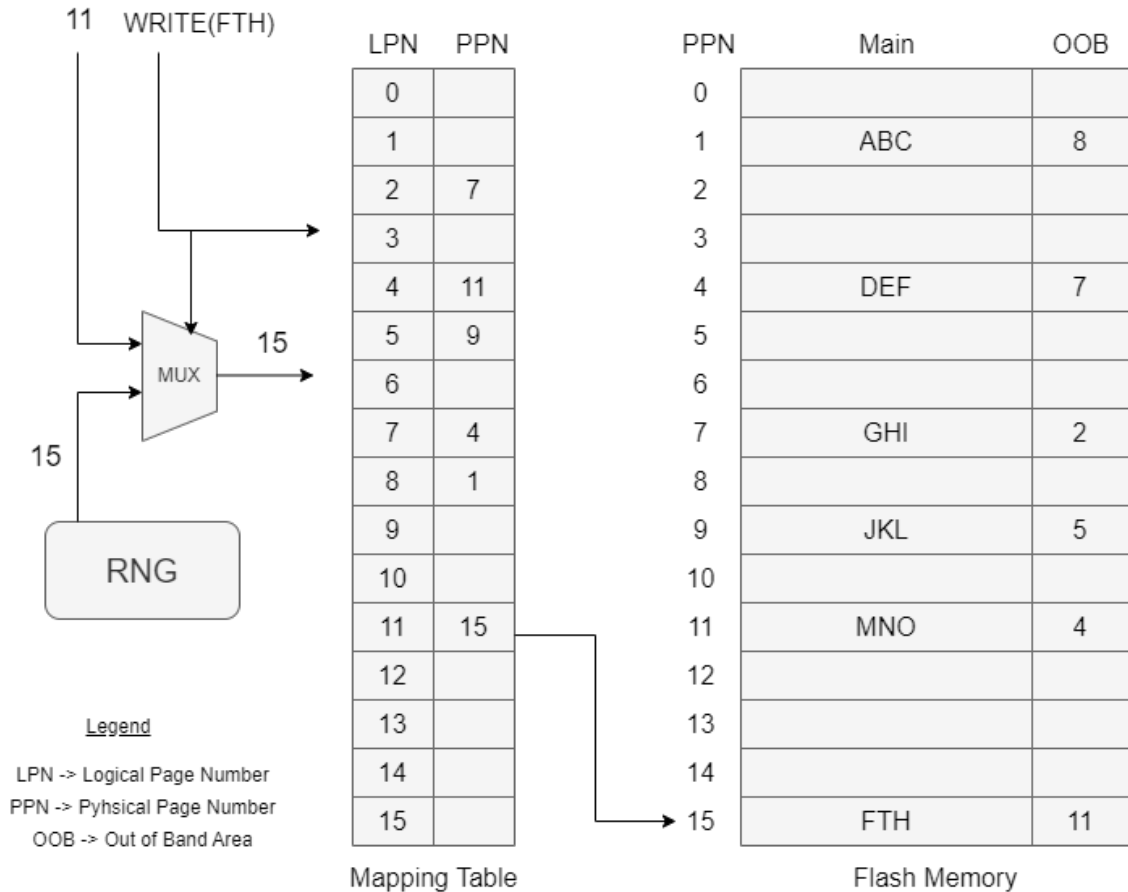 11 WRITE(FTH)
LPN PPN PPN Main OOB
0 0
1 1 ABC 8
2 7 2
3 3
4 11 4 DEF 7
5 9 5
15
MUX
6 6
7 4 7 GHI 2
15
8 1 8
9 9 JKL 5
RNG
10 10
11 15 11 MNO 4
12 12
13 13
14 14
15 15 FTH 11
Mapping Table Flash Memory
Legend
LPN -> Logical Page Number
PPN -> Pyhsical Page Number
OOB -> Out of Band Area